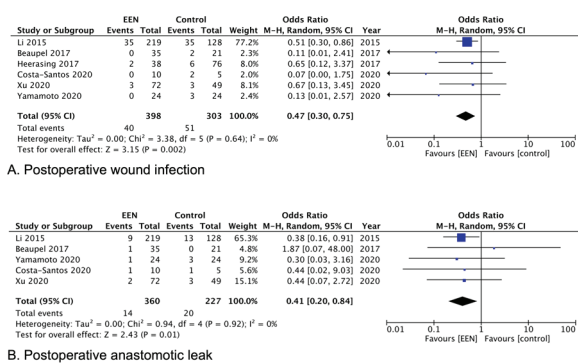 EEN Control Odds Ratio Odds Ratio
Study or Subgroup Events Total Events Total Weight M-H, Random, 95% CI Year M-H, Random, 95% CI
Li 2015 35 219 35 128 77.2% 0.51 [0.30, 0.86] 2015
Beaupel 2017 0 35 2 21 2.4% 0.11 [0.01, 2.41] 2017
Heerasing 2017 2 38 6 76 8.0% 0.65 [0.12, 3.37] 2017
Costa-Santos 2020 0 10 2 5 2.2% 0.07 [0.00, 1.75] 2020
Xu 2020 3 72 3 49 8.2% 0.67 [0.13, 3.45] 2020
Yamamoto 2020 0 24 3 24 2.4% 0.13 [0.01, 2.57] 2020
Total (95% CI) 398 303 100.0% 0.47 [0.30, 0.75]
Total events 40 51
Heterogeneity: Tau² = 0.00; Chi² = 3.38, df = 5 (P = 0.64); I² = 0%
Test for overall effect: Z = 3.15 (P = 0.002)
0.01 0.1 1 10 100
Favours [EEN] Favours [control]
A. Postoperative wound infection
EEN Control Odds Ratio Odds Ratio
Study or Subgroup Events Total Events Total Weight M-H, Random, 95% CI Year M-H, Random, 95% CI
Li 2015 9 219 13 128 65.3% 0.38 [0.16, 0.91] 2015
Beaupel 2017 1 35 0 21 4.8% 1.87 [0.07, 48.00] 2017
Yamamoto 2020 1 24 3 24 9.2% 0.30 [0.03, 3.16] 2020
Costa-Santos 2020 1 10 1 5 5.6% 0.44 [0.02, 9.03] 2020
Xu 2020 2 72 3 49 15.1% 0.44 [0.07, 2.72] 2020
Total (95% CI) 360 227 100.0% 0.41 [0.20, 0.84]
Total events 14 20
Heterogeneity: Tau² = 0.00; Chi² = 0.94, df = 4 (P = 0.92); I² = 0%
Test for overall effect: Z = 2.43 (P = 0.01)
0.01 0.1 1 10 100
Favours [EEN] Favours [control]
B. Postoperative anastomotic leak